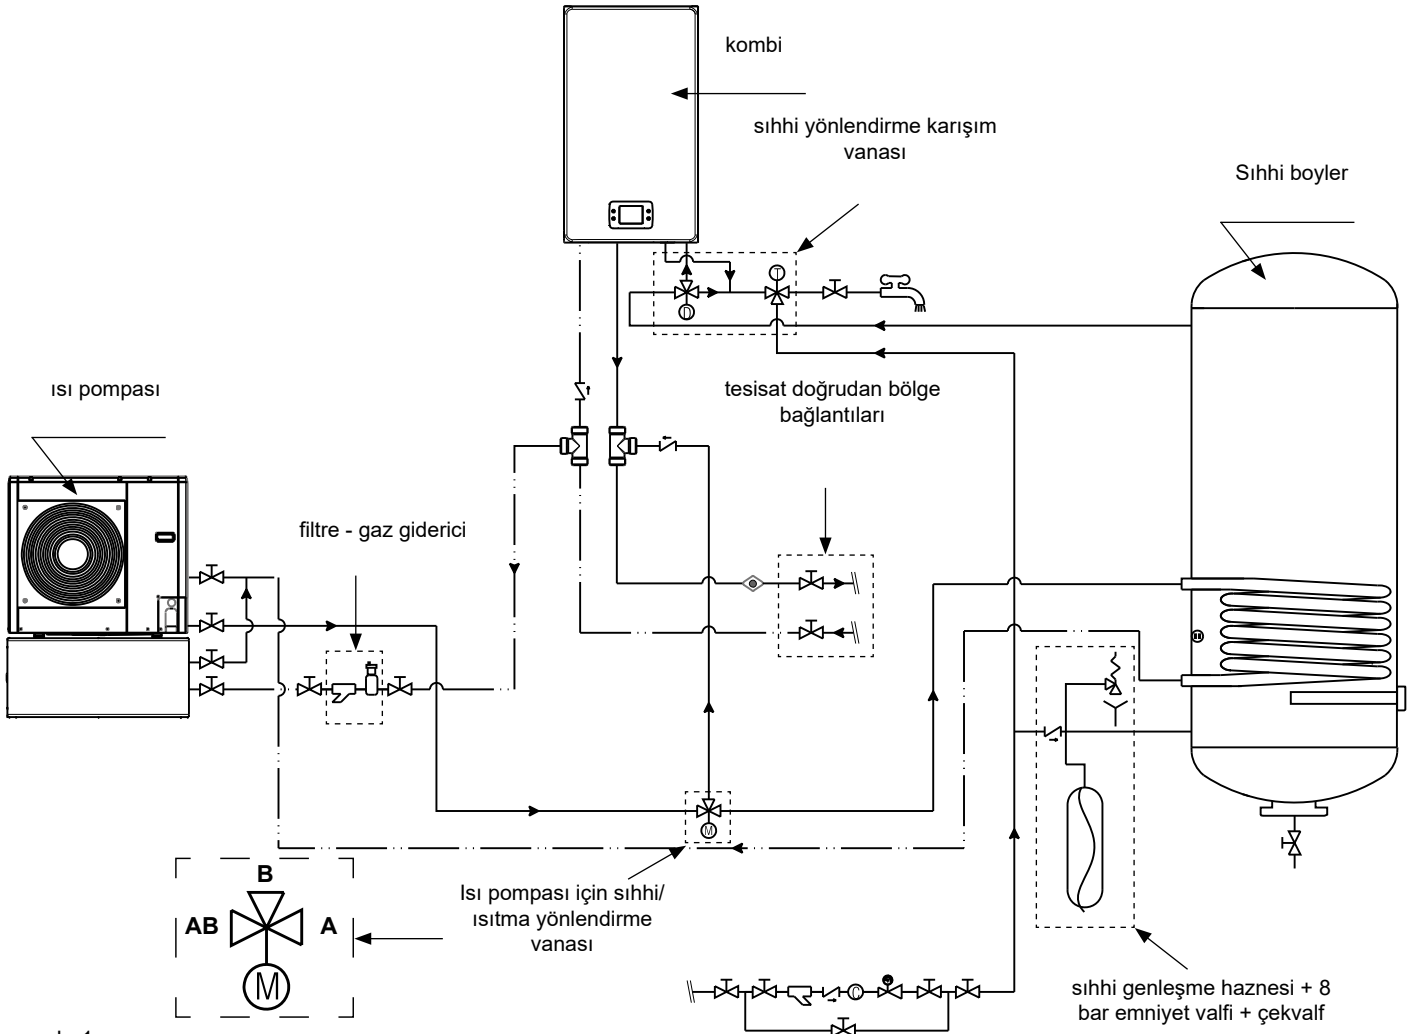 kombi
sıhhi yönlendirme karışım
vanası
Sıhhi boyler
T
D
ısı pompası
tesisat doğrudan bölge
bağlantıları
filtre - gaz giderici
M
B
AB
A
M
Isı pompası için sıhhi/
ısıtma yönlendirme
vanası
C
sıhhi genleşme haznesi + 8
bar emniyet valfi + çekvalf